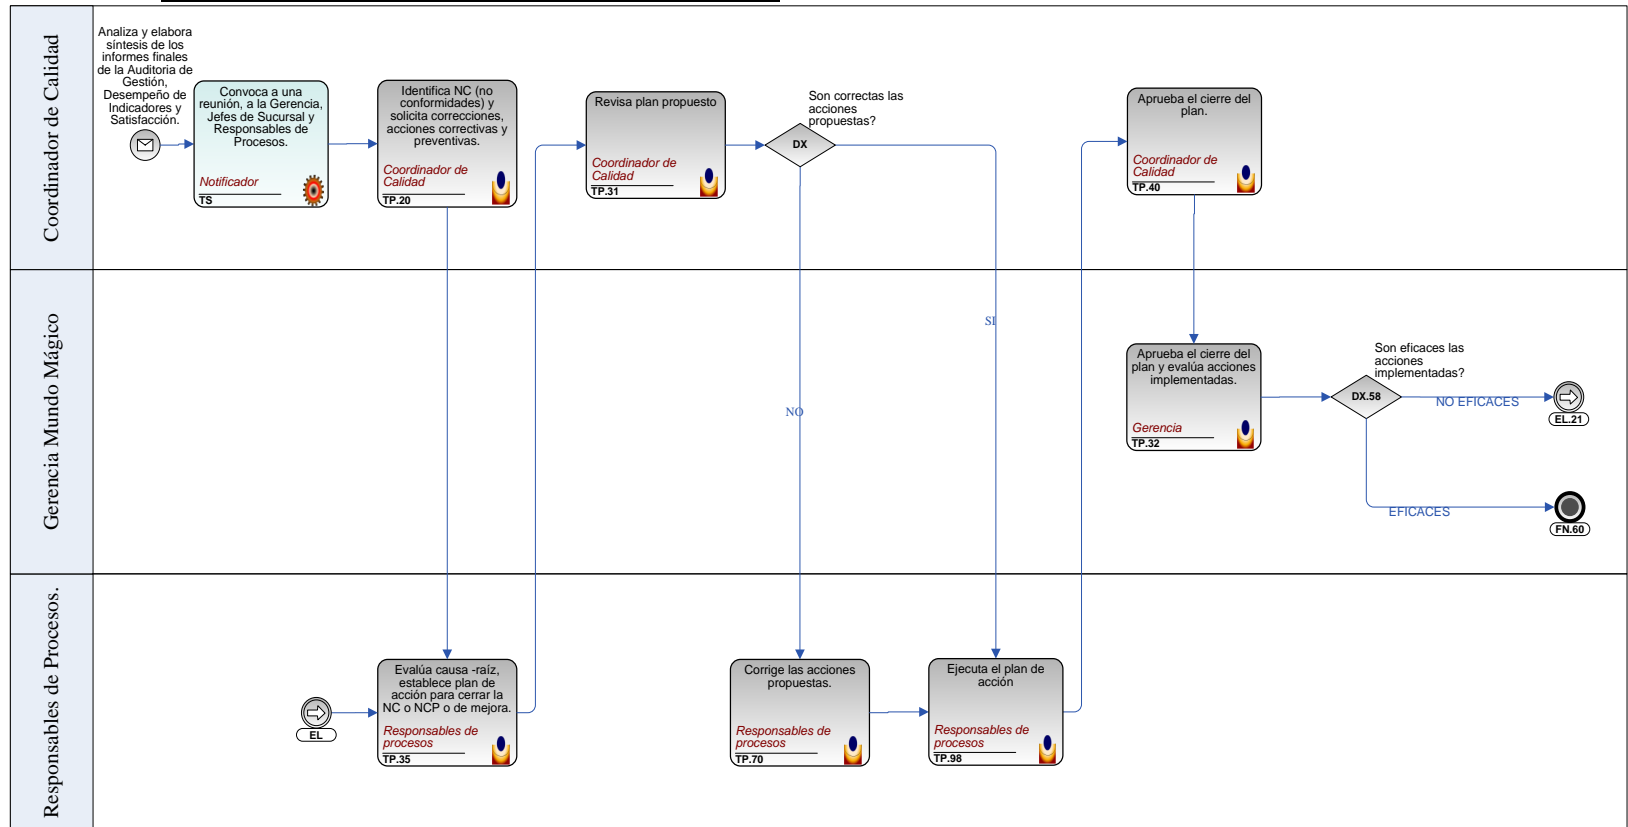 Coordinador de Calidad
Analiza y elabora
síntesis de los
informes finales
de la Auditoria de
Gestión,
Desempeño de
Indicadores y
Satisfacción.
Convoca a una
reunión, a la Gerencia,
Jefes de Sucursal y
Responsables de
Procesos.
Notificador
TS
Identifica NC (no
conformidades) y
solicita correcciones,
acciones correctivas y
preventivas.
Coordinador de
Calidad
TP.20
Revisa plan propuesto
Coordinador de
Calidad
TP.31
Son correctas las
acciones
propuestas?
DX
Aprueba el cierre del
plan.
Coordinador de
Calidad
TP.40
Gerencia Mundo Mágico
SI
NO
Aprueba el cierre del
plan y evalúa acciones
implementadas.
Gerencia
TP.32
Son eficaces las
acciones
implementadas?
DX.58
NO EFICACES
EL.21
EFICACES
FN.60
Responsables de Procesos.
EL
Evalúa causa -raíz,
establece plan de
acción para cerrar la
NC o NCP o de mejora.
Responsables de
procesos
TP.35
Corrige las acciones
propuestas.
Responsables de
procesos
TP.70
Ejecuta el plan de
acción
Responsables de
procesos
TP.98